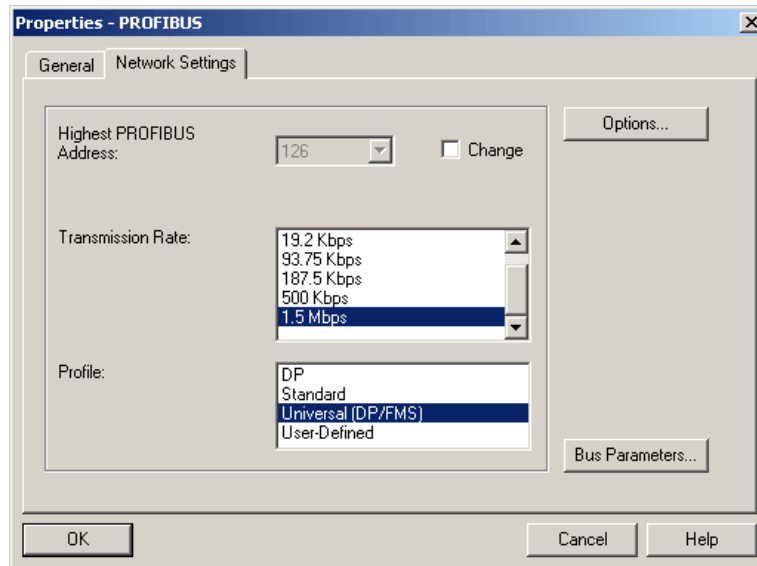 Properties - PROFIBUS
General
Network Settings
Highest PROFIBUS
Address:
126
Change
Options...
Transmission Rate:
19.2 Kbps
93.75 Kbps
187.5 Kbps
500 Kbps
1.5 Mbps
Profile:
DP
Standard
Universal (DP/FMS)
User-Defined
Bus Parameters...
OK
Cancel
Help